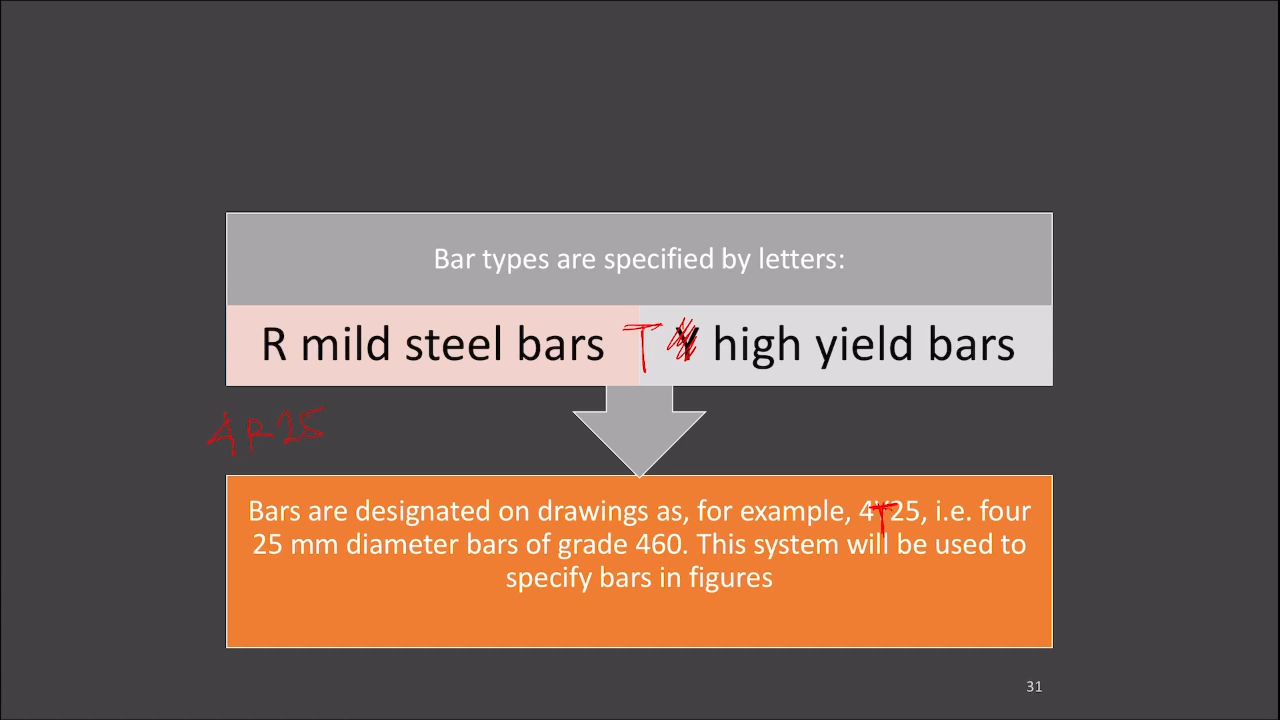 Bar types are specified by letters:
R mild steel bars T Y high yield bars
4R25
Bars are designated on drawings as, for example, 4T25, i.e. four
25 mm diameter bars of grade 460. This system will be used to
specify bars in figures
31